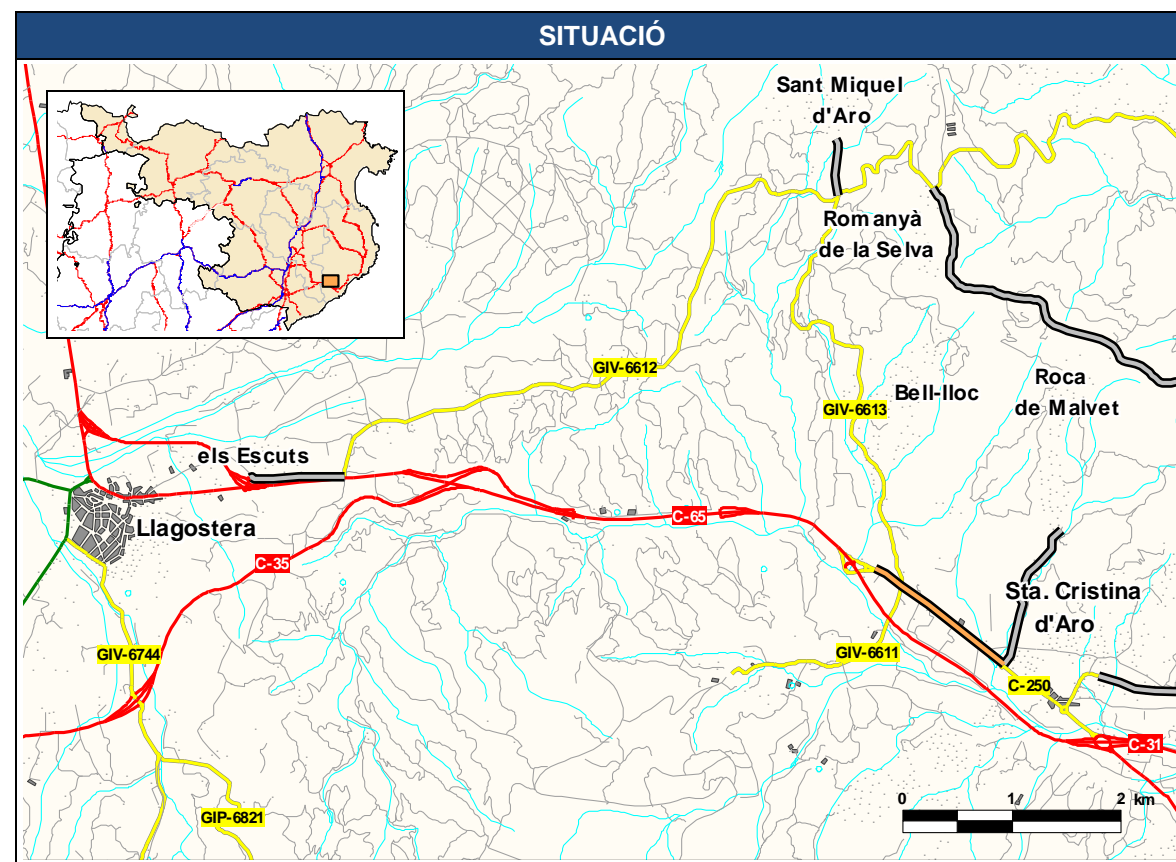 SITUACIÓ
Sant Miquel
d'Aro
Romanyà
de la Selva
GIV-6612
Bell-lloc
Roca
de Malvet
GIV-6613
els Escuts
Llagostera
C-65
C-35
Sta. Cristina
d'Aro
GIV-6744
GIV-6611
C-250
C-31
0 1 2 km
GIP-6821